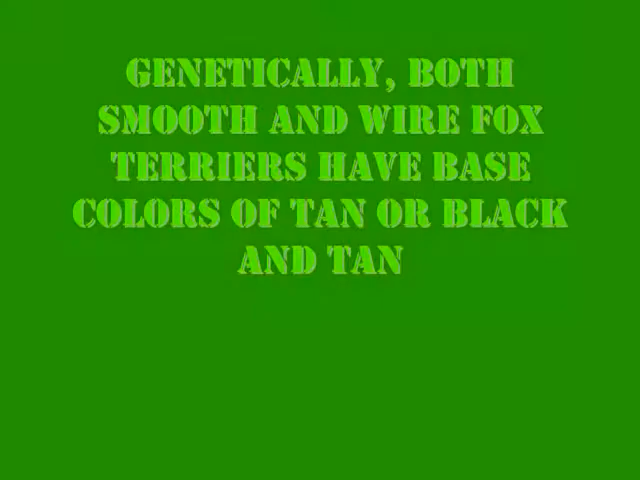 GENETICALLY, BOTH
SMOOTH AND WIRE FOX
TERRIERS HAVE BASE
COLORS OF TAN OR BLACK
AND TAN